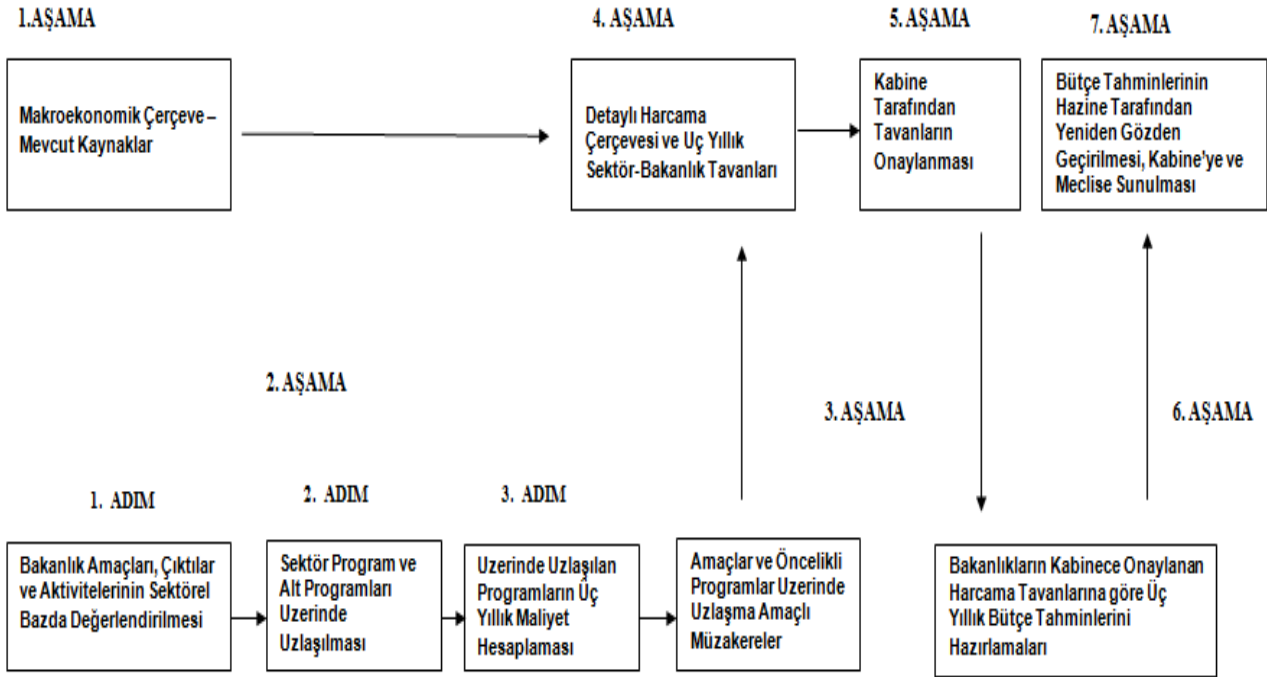 1.AŞAMA
4. AŞAMA
5. AŞAMA
7. AŞAMA
Makroekonomik Çerçeve –
Mevcut Kaynaklar
Detaylı Harcama
Çerçevesi ve Uç Yıllık
Sektör-Bakanlık Tavanları
Kabine
Tarafından
Tavanların
Onaylanması
Bütçe Tahminlerinin
Hazine Tarafından
Yeniden Gözden
Geçirilmesi, Kabine'ye ve
Meclise Sunulması
2. AŞAMA
3. AŞAMA
6. AŞAMA
1. ADIM
2. ADIM
3. ADIM
Bakanlık Amaçları, Çıktılar
ve Aktivitelerinin Sektörel
Bazda Değerlendirilmesi
Sektör Program ve
Alt Programları
Uzerinde
Uzlaşılması
Uzerinde Uzlaşılan
Programların Üç
Yıllık Maliyet
Hesaplaması
Amaçlar ve Öncelikli
Programlar Uzerinde
Uzlaşma Amaçlı
Müzakereler
Bakanlıkların Kabinece Onaylanan
Harcama Tavanlarına göre Üç
Yıllık Bütçe Tahminlerini
Hazırlamaları